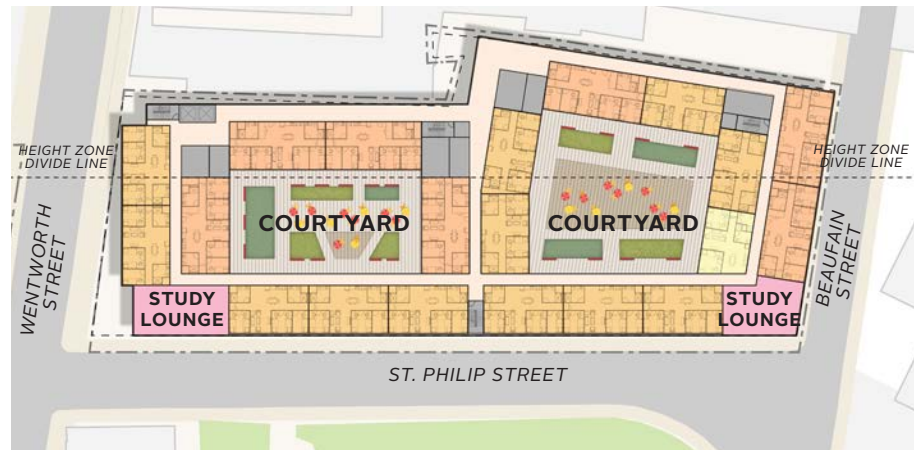 HEIGHT ZONE
DIVIDE LINE
HEIGHT ZONE
DIVIDE LINE
COURTYARD
COURTYARD
WENTWORTH
STREET
BEAUFAIN
STREET
STUDY
LOUNGE
STUDY
LOUNGE
ST. PHILIP STREET